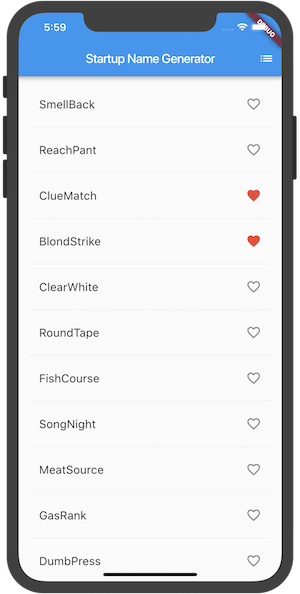 5:59
DEBUG
Startup Name Generator
SmellBack
ReachPant
ClueMatch
BlondStrike
ClearWhite
RoundTape
FishCourse
SongNight
MeatSource
GasRank
DumbPress